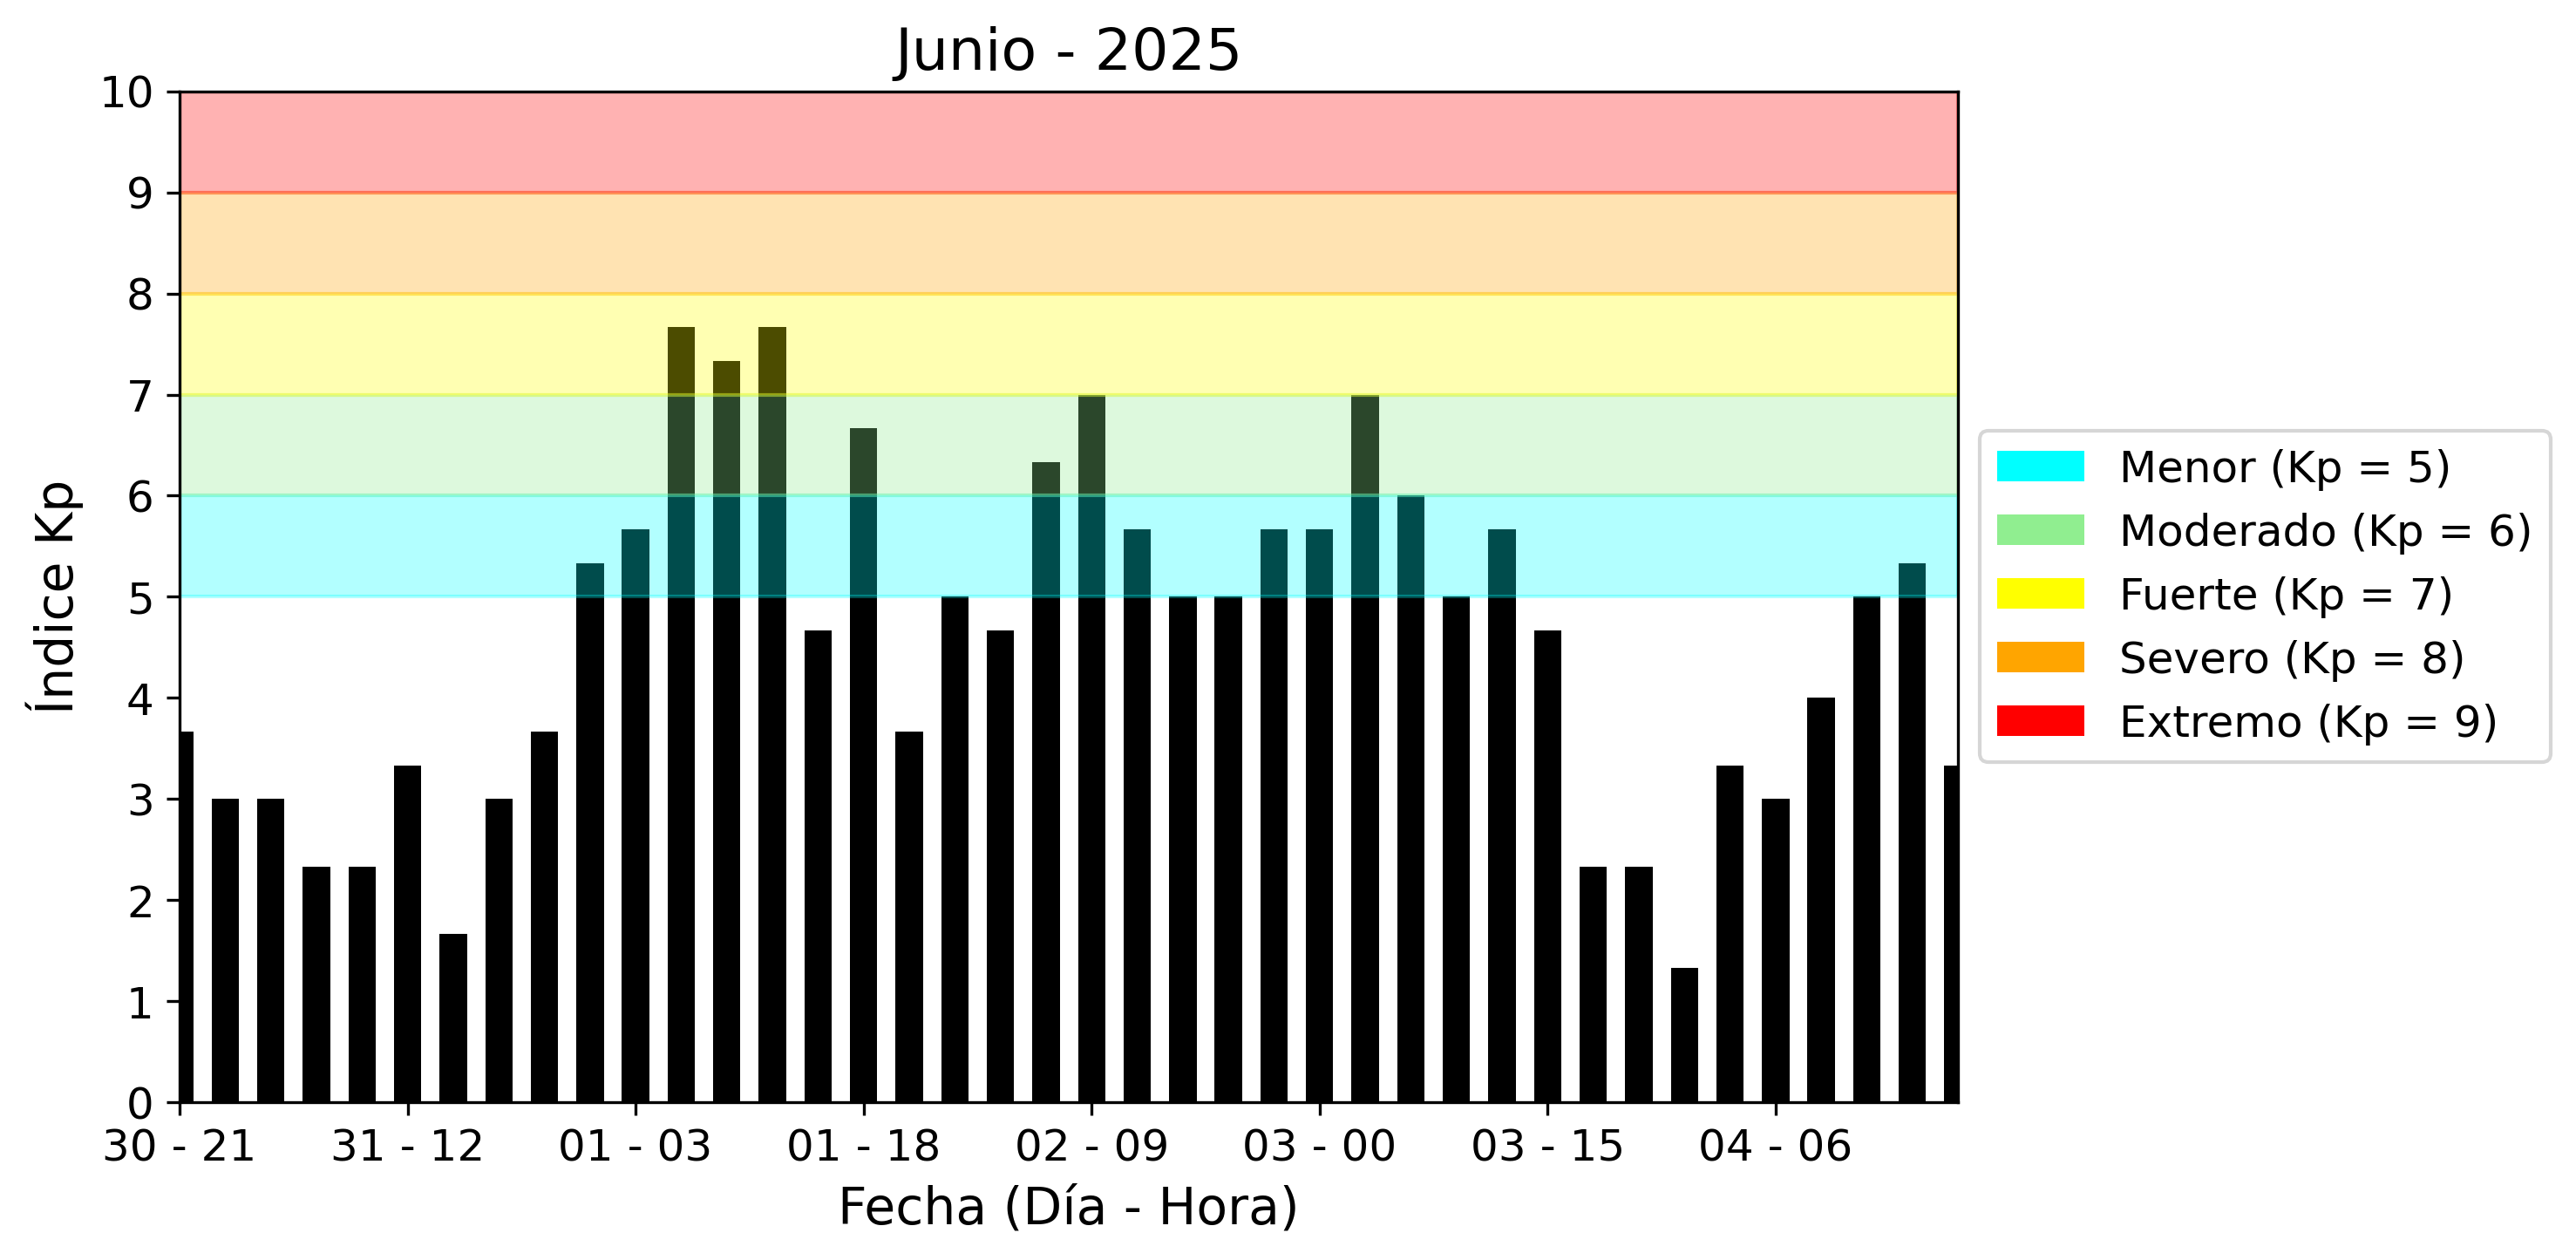 Junio - 2025
10
9
8
7
6
5
4
3
2
1
0
Índice Kp
30 - 21
31 - 12
01 - 03
01 - 18
02 - 09
03 - 00
03 - 15
04 - 06
Fecha (Día - Hora)
Menor (Kp = 5)
Moderado (Kp = 6)
Fuerte (Kp = 7)
Severo (Kp = 8)
Extremo (Kp = 9)